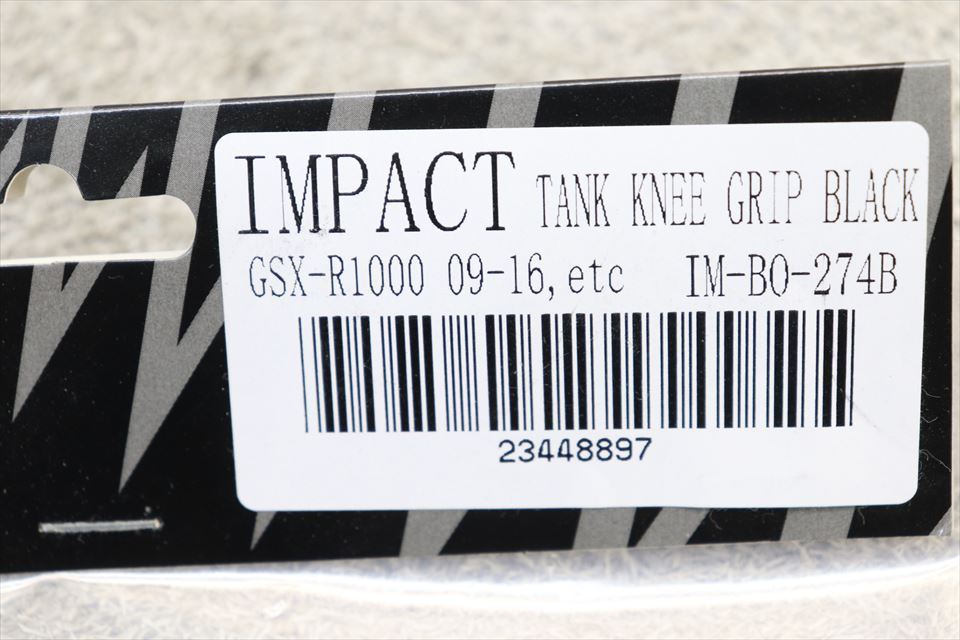 IMPACT TANK KNEE GRIP BLACK
GSX-R1000 09-16,etc IM-BO-274B
23448897